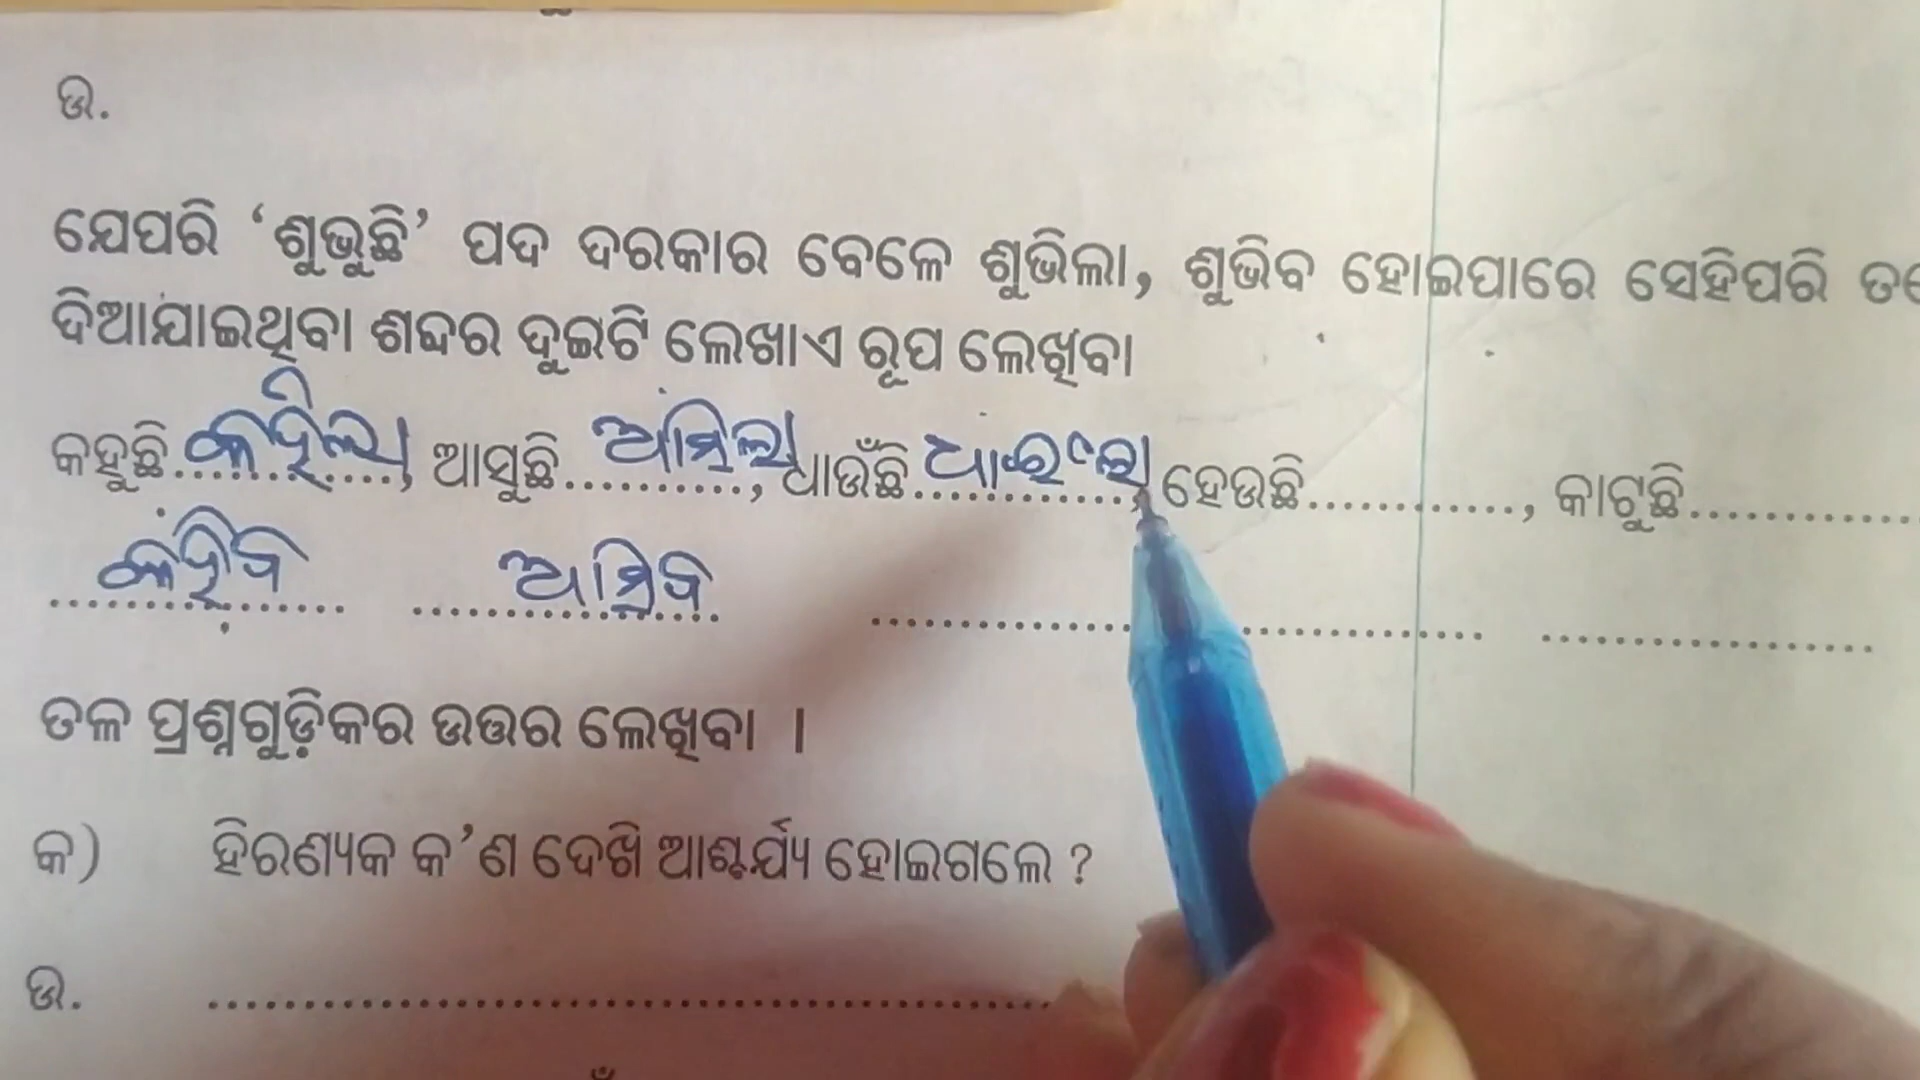 ଉ.
ଯେପରି ‘ଶୁଭୁଛି’ ପଦ ଦରକାର ବେଳେ ଶୁଭିଲା, ଶୁଭିବ ହୋଇପାରେ ସେହିପରି
ଦିଆଯାଇଥିବା ଶବ୍ଦର ଦୁଇଟି ଲେଖାଏ ରୂପ ଲେଖିବା
କହୁଛି କହିଲା, ଆସୁଛି ଆସିଲା, ଧାଉଁଛି ଧାଇଁଲା, ହେଉଛି............, କାଟୁଛି............
କହିବ ଆସିବ .................. .................. ..................
ତଳ ପ୍ରଶ୍ନଗୁଡ଼ିକର ଉତ୍ତର ଲେଖିବା ।
କ) ହିରଣ୍ୟକ କ’ଣ ଦେଖି ଆଶ୍ଚର୍ଯ୍ୟ ହୋଇଗଲେ ?
ଉ. ..................................................